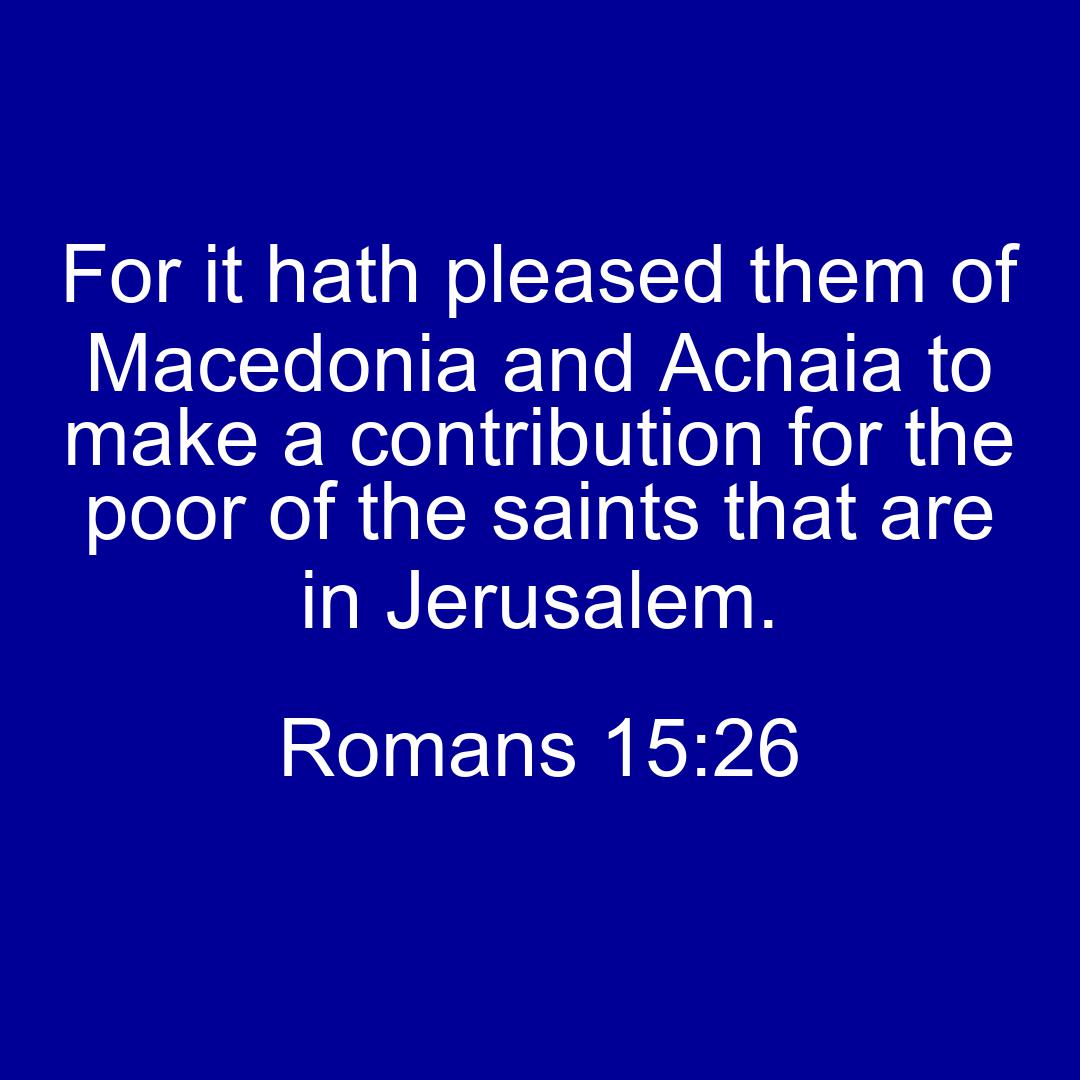 For it hath pleased them of
Macedonia and Achaia to
make a contribution for the
poor of the saints that are
in Jerusalem.
Romans 15:26